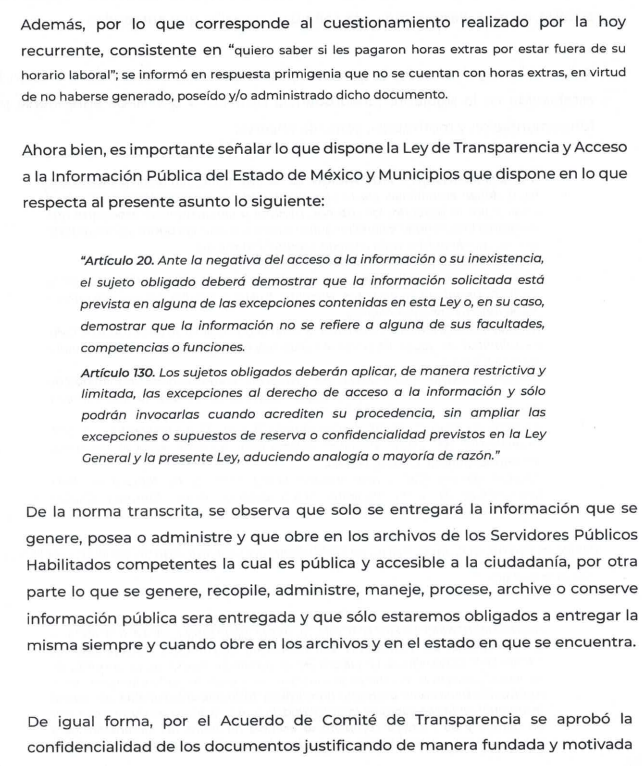 Además, por lo que corresponde al cuestionamiento realizado por la hoy
recurrente, consistente en “quiero saber si les pagaron horas extras por estar fuera de su
horario laboral”; se informó en respuesta primigenia que no se cuentan con horas extras, en virtud
de no haberse generado, poseído y/o administrado dicho documento.
Ahora bien, es importante señalar lo que dispone la Ley de Transparencia y Acceso
a la Información Pública del Estado de México y Municipios que dispone en lo que
respecta al presente asunto lo siguiente:
“Artículo 20. Ante la negativa del acceso a la información o su inexistencia,
el sujeto obligado deberá demostrar que la información solicitada está
prevista en alguna de las excepciones contenidas en esta Ley o, en su caso,
demostrar que la información no se refiere a alguna de sus facultades,
competencias o funciones.
Artículo 130. Los sujetos obligados deberán aplicar, de manera restrictiva y
limitada, las excepciones al derecho de acceso a la información y sólo
podrán invocarlas cuando acrediten su procedencia, sin ampliar las
excepciones o supuestos de reserva o confidencialidad previstos en la Ley
General y la presente Ley, aduciendo analogía o mayoría de razón.”
De la norma transcrita, se observa que solo se entregará la información que se
genere, posea o administre y que obre en los archivos de los Servidores Públicos
Habilitados competentes la cual es pública y accesible a la ciudadanía, por otra
parte lo que se genere, recopile, administre, maneje, procese, archive o conserve
información pública sera entregada y que sólo estaremos obligados a entregar la
misma siempre y cuando obre en los archivos y en el estado en que se encuentra.
De igual forma, por el Acuerdo de Comité de Transparencia se aprobó la
confidencialidad de los documentos justificando de manera fundada y motivada